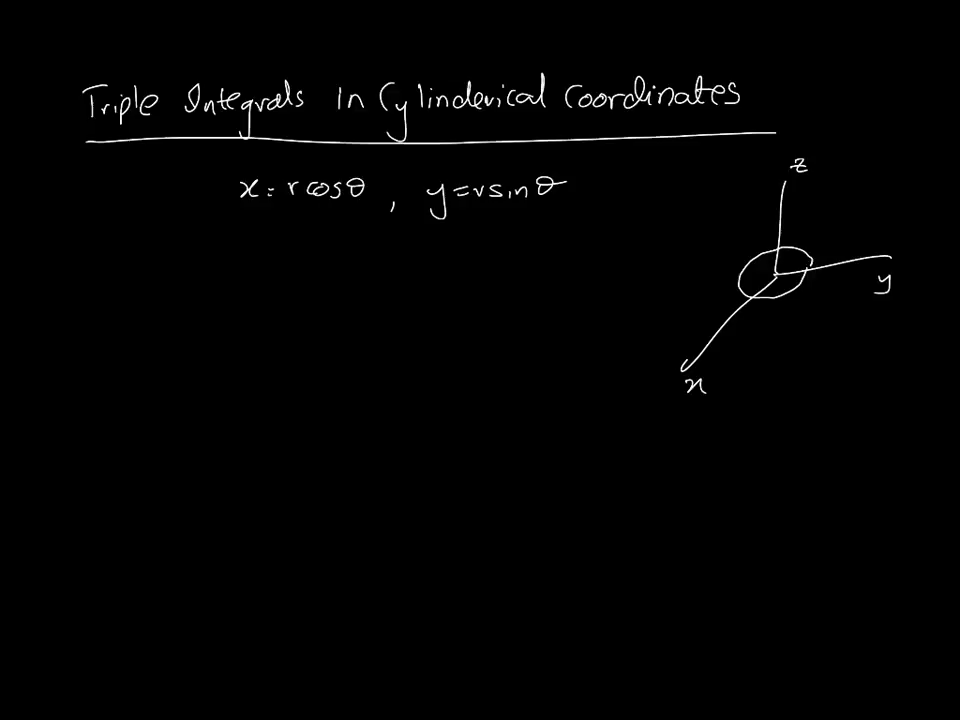 Triple Integrals in Cylinderical Coordinates
x = r cosθ , y = r sinθ
z
y
x